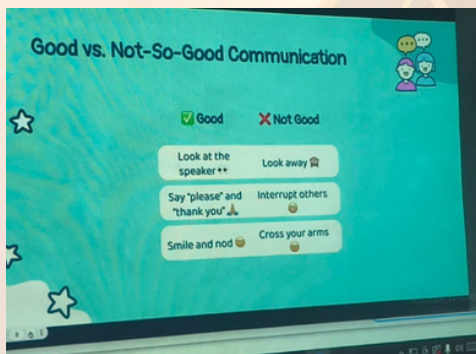 Good vs. Not-So-Good Communication
✅ Good
❌ Not Good
Look at the
speaker 👀
Look away 🙈
Say "please" and
"thank you" 🙏
Interrupt others
Smile and nod
Cross your arms